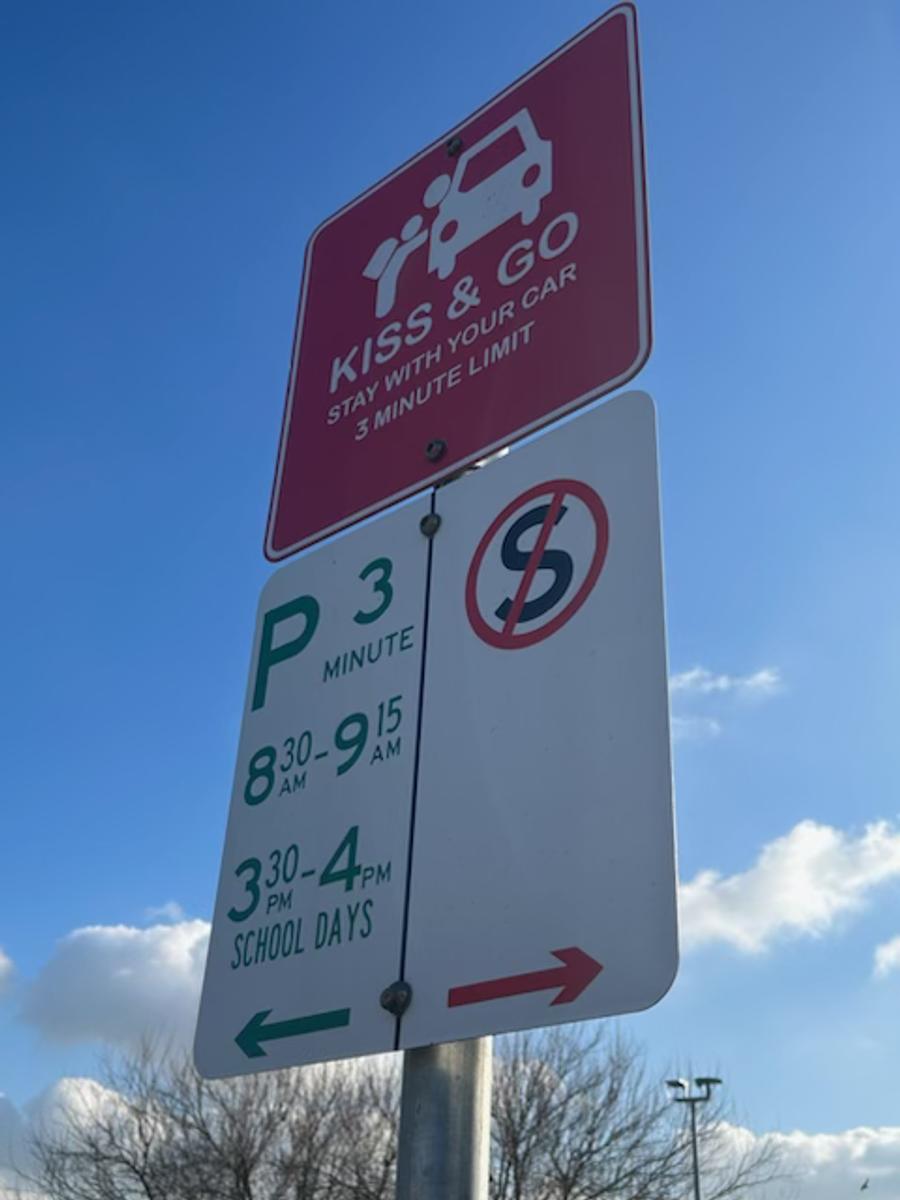 KISS & GO
STAY WITH YOUR CAR
3 MINUTE LIMIT
P 3
MINUTE
8 30 AM - 9 15 AM
3 30 PM - 4 PM
SCHOOL DAYS
S